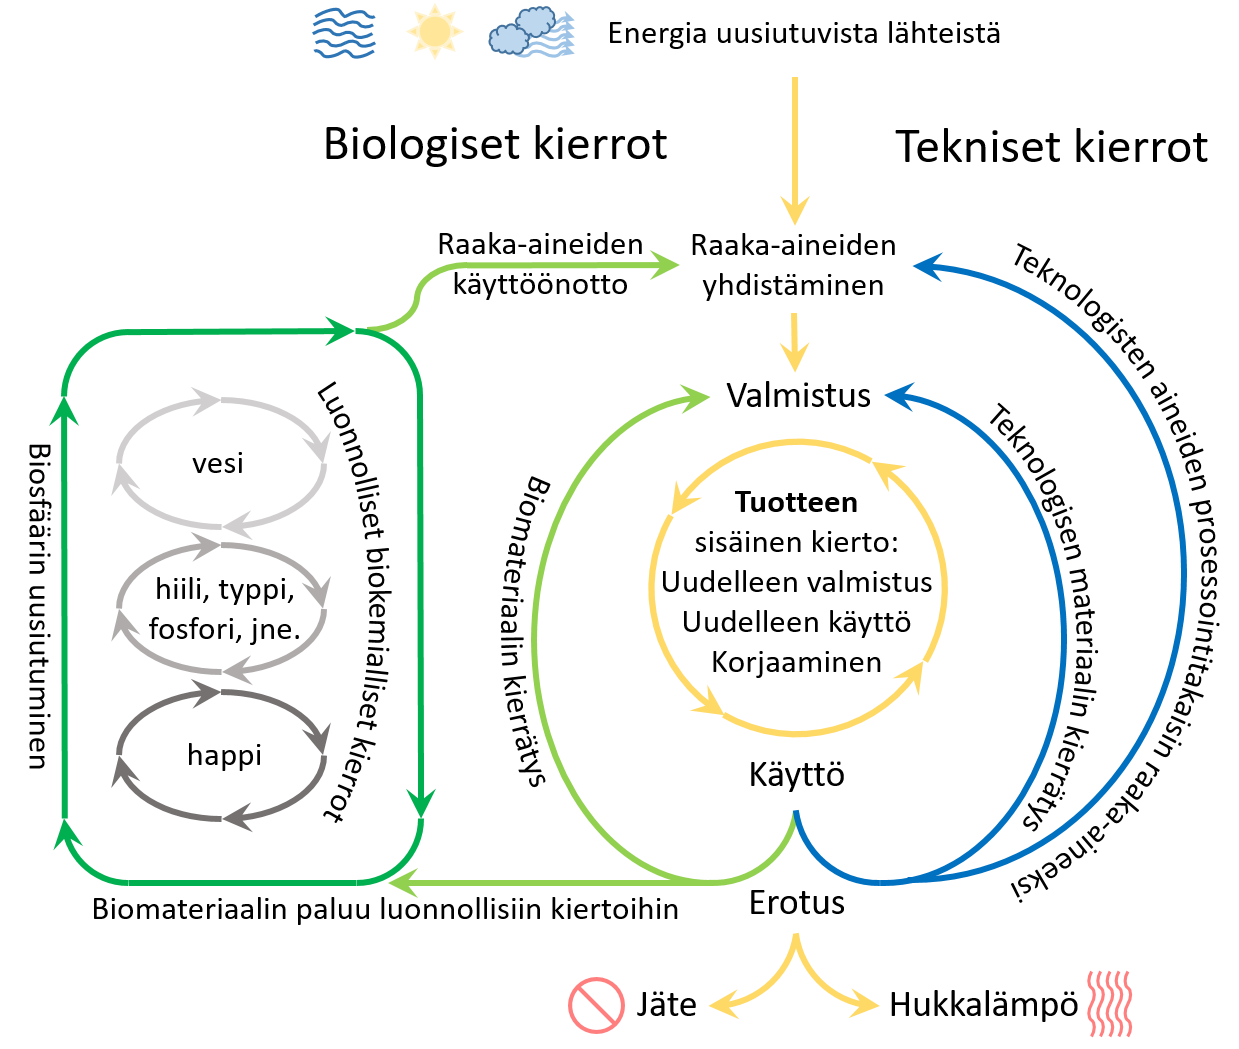 Energia uusiutuvista lähteistä
Biologiset kierrot
Tekniset kierrot
Raaka-aineiden
käyttöönotto
Raaka-aineiden
yhdistäminen
Teknologisten aineiden prosessointitakaisin raaka-aineeksi
Valmistus
Teknologisen materiaalin kierrätys
Biomateriaalin kierrätys
Tuotteen
sisäinen kierto:
Uudelleen valmistus
Uudelleen käyttö
Korjaaminen
Luonnolliset biokemialliset kierrot
Biosfäärin uusiutuminen
vesi
hiili, typpi,
fosfori, jne.
happi
Käyttö
Biomateriaalin paluu luonnollisiin kiertoihin
Erotus
Jäte
Hukkalämpö